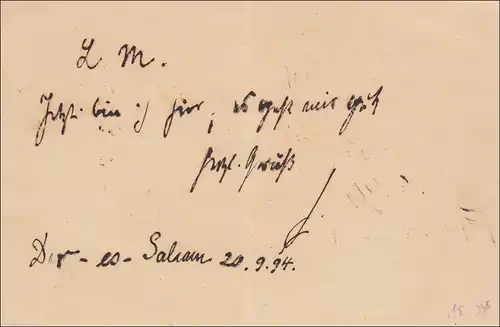 L. M.
Jetzt bin ich hier, es geht mir gut
herzl. Gruß
J.
Dar-es-Salaam 20.9.94.